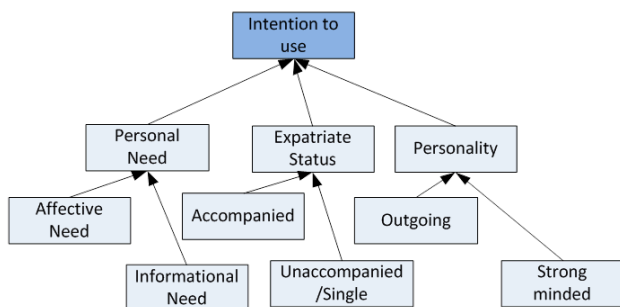 Intention to
use
Personal
Need
Expatriate
Status
Personality
Affective
Need
Accompanied
Outgoing
Informational
Need
Unaccompanied
/Single
Strong
minded